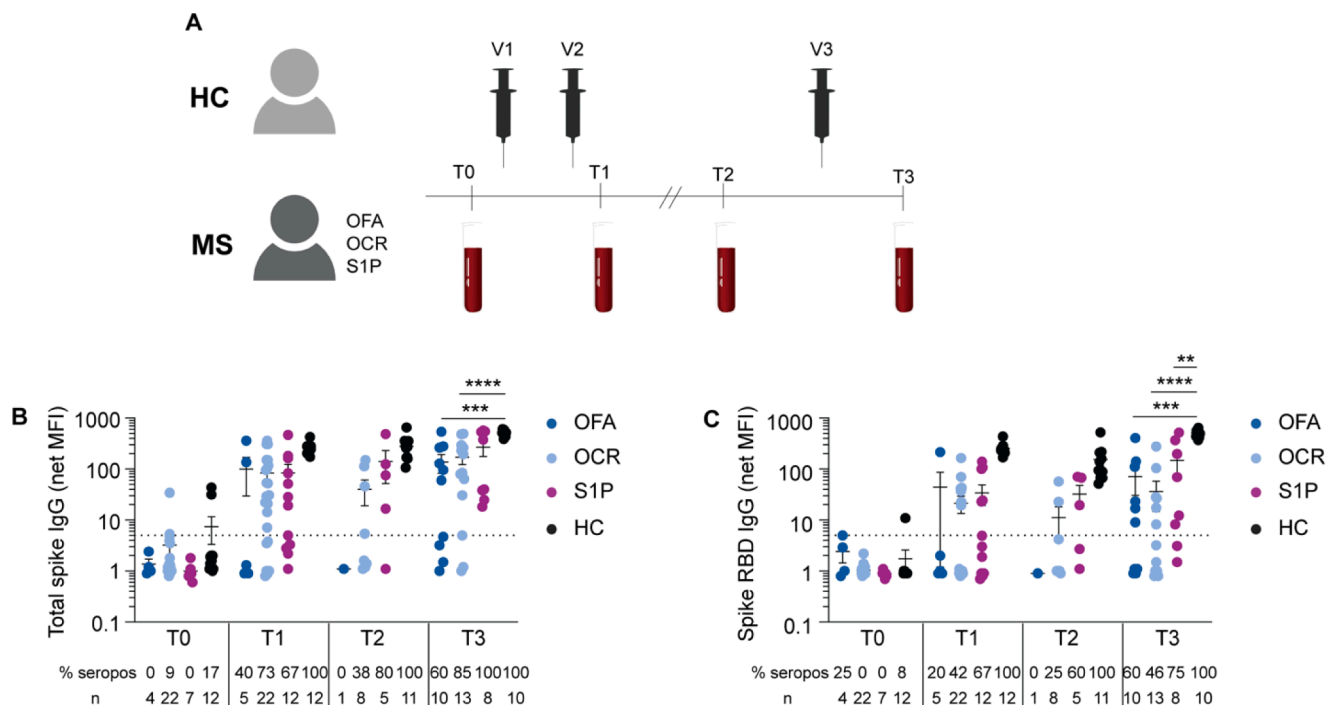 A
HC
V1 V2 V3
T0 T1 T2 T3
MS
OFA
OCR
S1P
B
Total spike IgG (net MFI)
1000
100
10
1
0.1
*** ****
T0 T1 T2 T3
% seropos 0 9 0 17 40 73 67 100 0 38 80 100 60 85 100 100
n 4 22 7 12 5 22 12 12 1 8 5 11 10 13 8 10
OFA
OCR
S1P
HC
C
Spike RBD IgG (net MFI)
1000
100
10
1
0.1
**
****
***
T0 T1 T2 T3
% seropos 25 0 0 8 20 42 67 100 0 25 60 100 60 46 75 100
n 4 22 7 12 5 22 12 12 1 8 5 11 10 13 8 10
OFA
OCR
S1P
HC